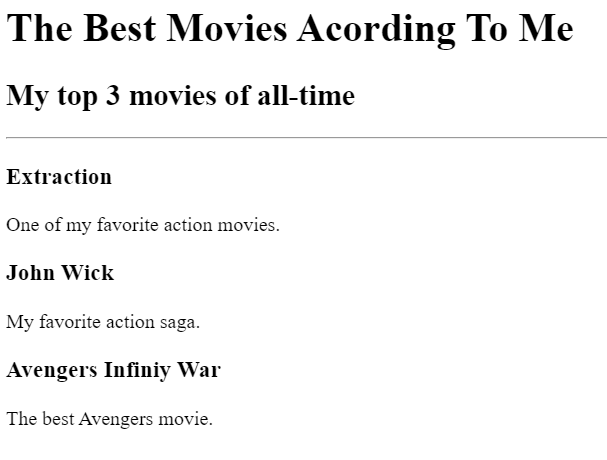 The Best Movies Acording To Me
My top 3 movies of all-time
Extraction
One of my favorite action movies.
John Wick
My favorite action saga.
Avengers Infiniy War
The best Avengers movie.